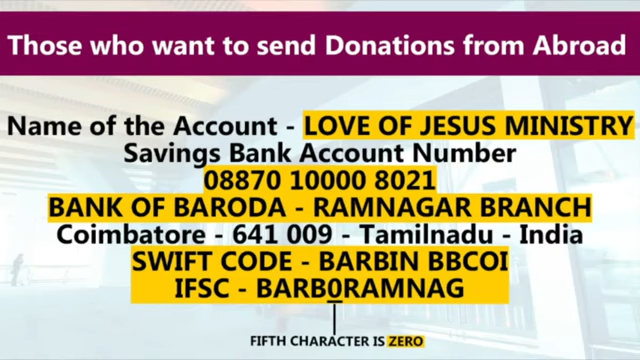 Those who want to send Donations from Abroad
Name of the Account - LOVE OF JESUS MINISTRY
Savings Bank Account Number
08870 10000 8021
BANK OF BARODA - RAMNAGAR BRANCH
Coimbatore - 641 009 - Tamilnadu - India
SWIFT CODE - BARBIN BBCOI
IFSC - BARB0RAMNAG
FIFTH CHARACTER IS ZERO